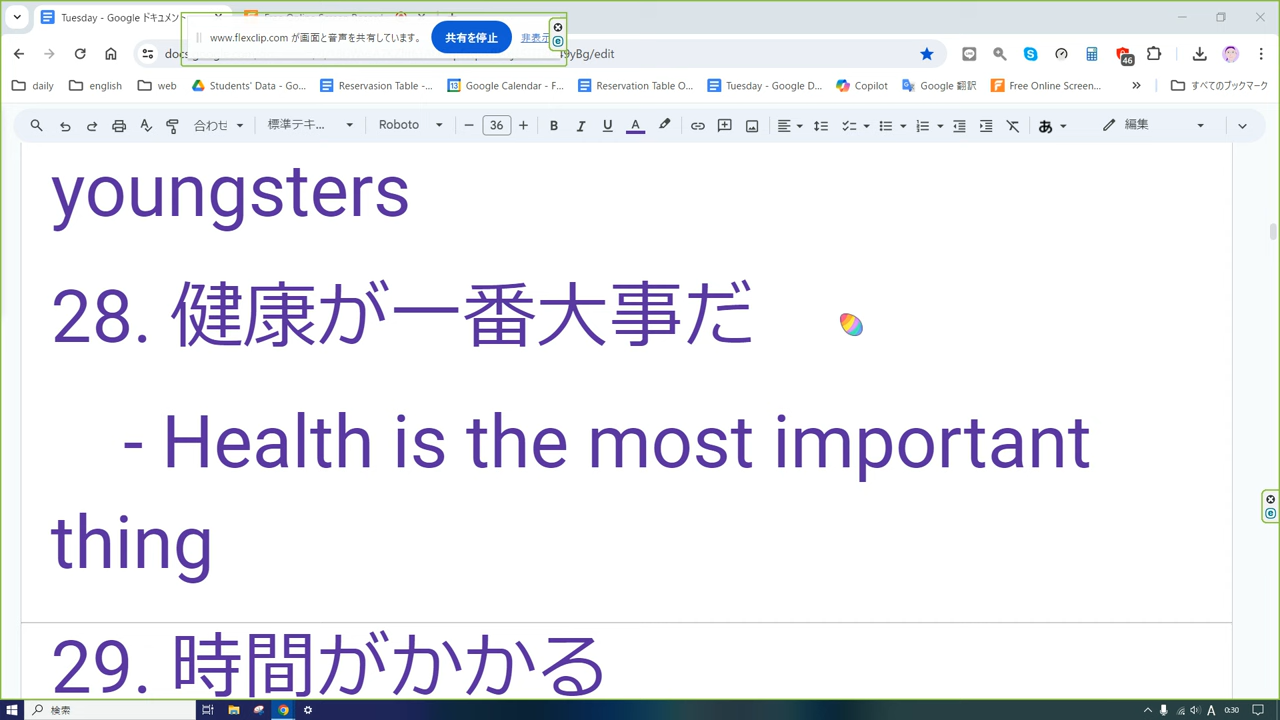 Tuesday - Google ドキュメント
www.flexclip.com が画面と音声を共有しています。
共有を停止
非表示
9yBg/edit
46
daily
english
web
Students' Data - Go...
Reservasion Table -...
Google Calendar - F...
Reservation Table O...
Tuesday - Google D...
Copilot
Google 翻訳
Free Online Screen...
すべてのブックマーク
合わせ
標準テキ...
Roboto
36
編集
youngsters
28. 健康が一番大事だ
- Health is the most important
thing
29. 時間がかかる
検索
A
0:30